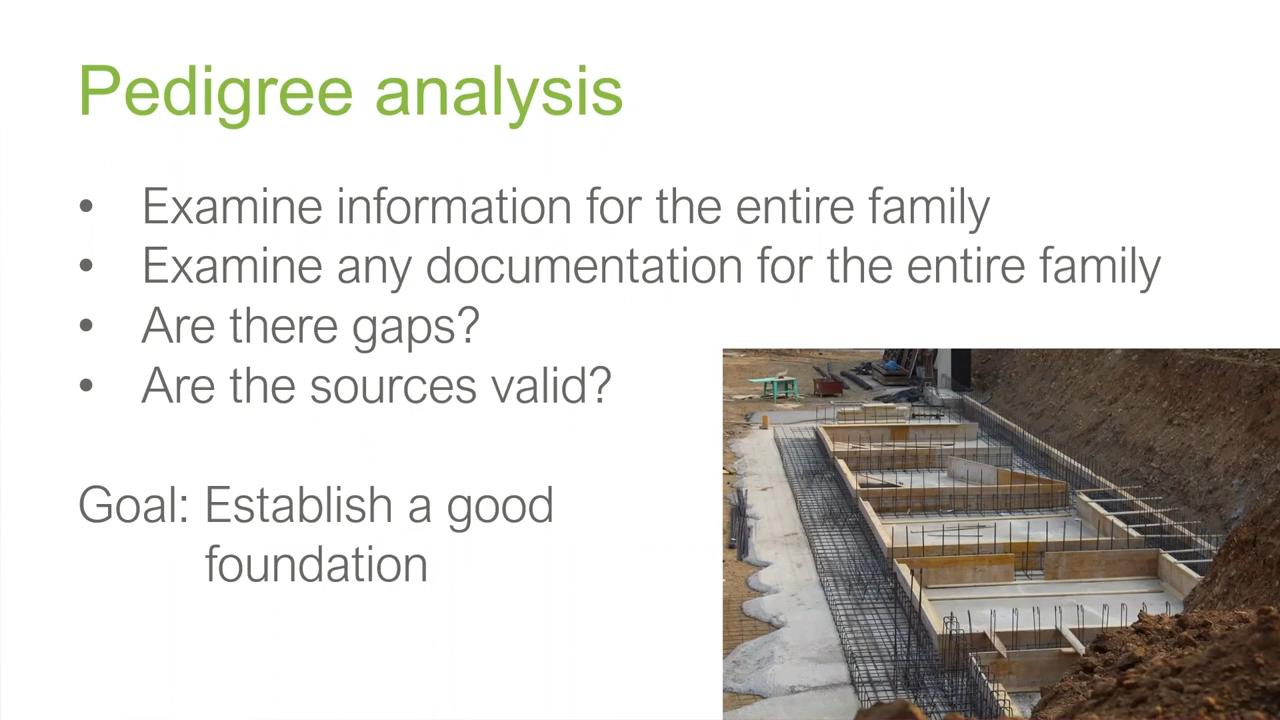 Pedigree analysis
• Examine information for the entire family
• Examine any documentation for the entire family
• Are there gaps?
• Are the sources valid?
Goal: Establish a good
foundation